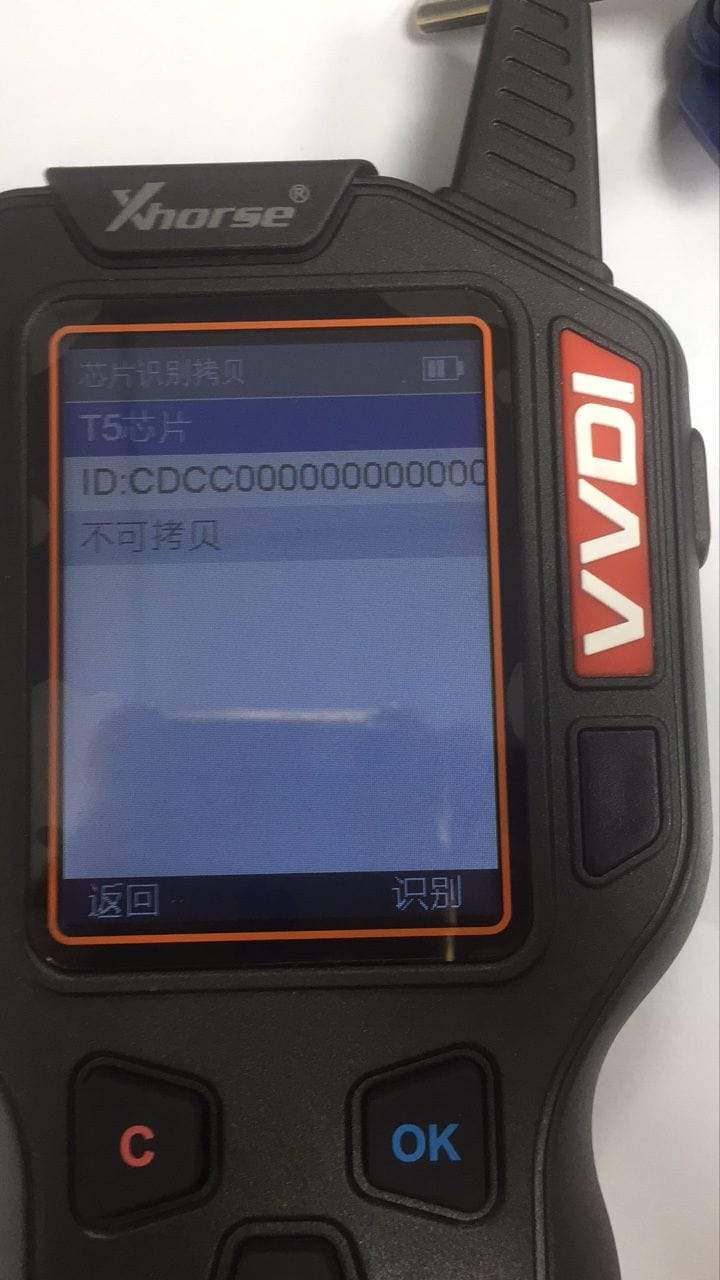 Xhorse®
芯片识别拷贝
T5芯片
ID:CDCC000000000000
不可拷贝
返回
识别
VVDI
C
OK